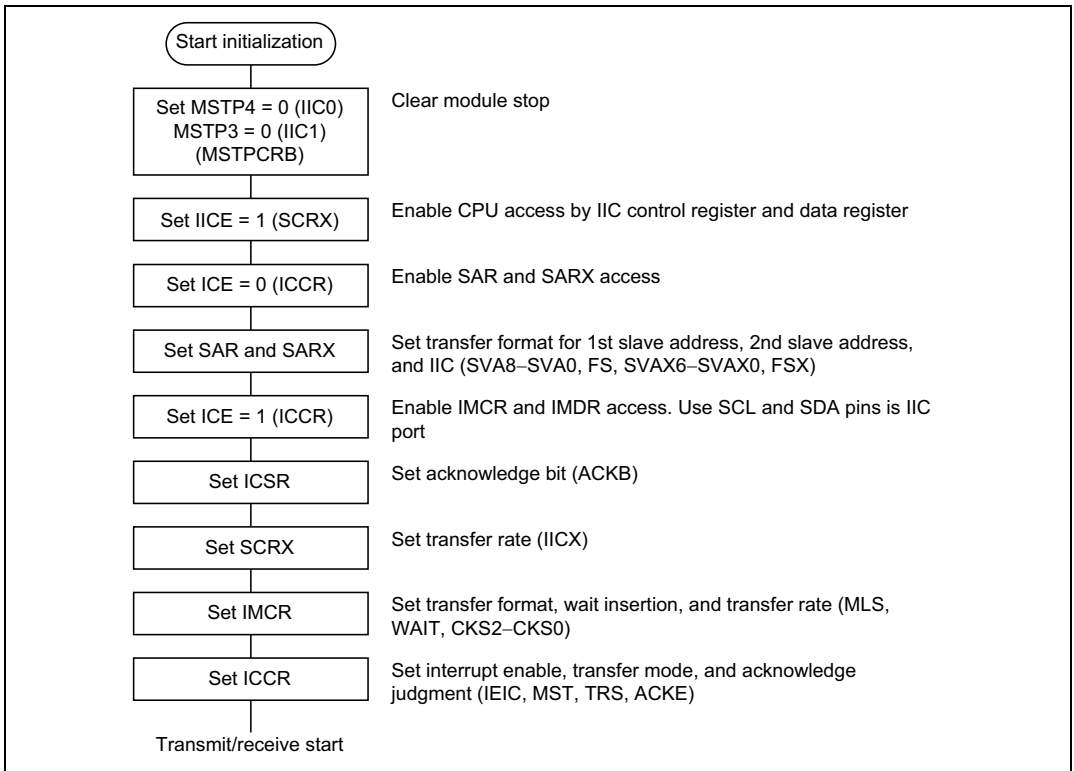 Start initialization
Set MSTP4 = 0 (IIC0)
MSTP3 = 0 (IIC1)
(MSTPCRB)
Clear module stop
Set IICE = 1 (SCRX)
Enable CPU access by IIC control register and data register
Set ICE = 0 (ICCR)
Enable SAR and SARX access
Set SAR and SARX
Set transfer format for 1st slave address, 2nd slave address,
and IIC (SVA8–SVA0, FS, SVAX6–SVAX0, FSX)
Set ICE = 1 (ICCR)
Enable IMCR and IMDR access. Use SCL and SDA pins is IIC
port
Set ICSR
Set acknowledge bit (ACKB)
Set SCRX
Set transfer rate (IICX)
Set IMCR
Set transfer format, wait insertion, and transfer rate (MLS,
WAIT, CKS2–CKS0)
Set ICCR
Set interrupt enable, transfer mode, and acknowledge
judgment (IEIC, MST, TRS, ACKE)
Transmit/receive start